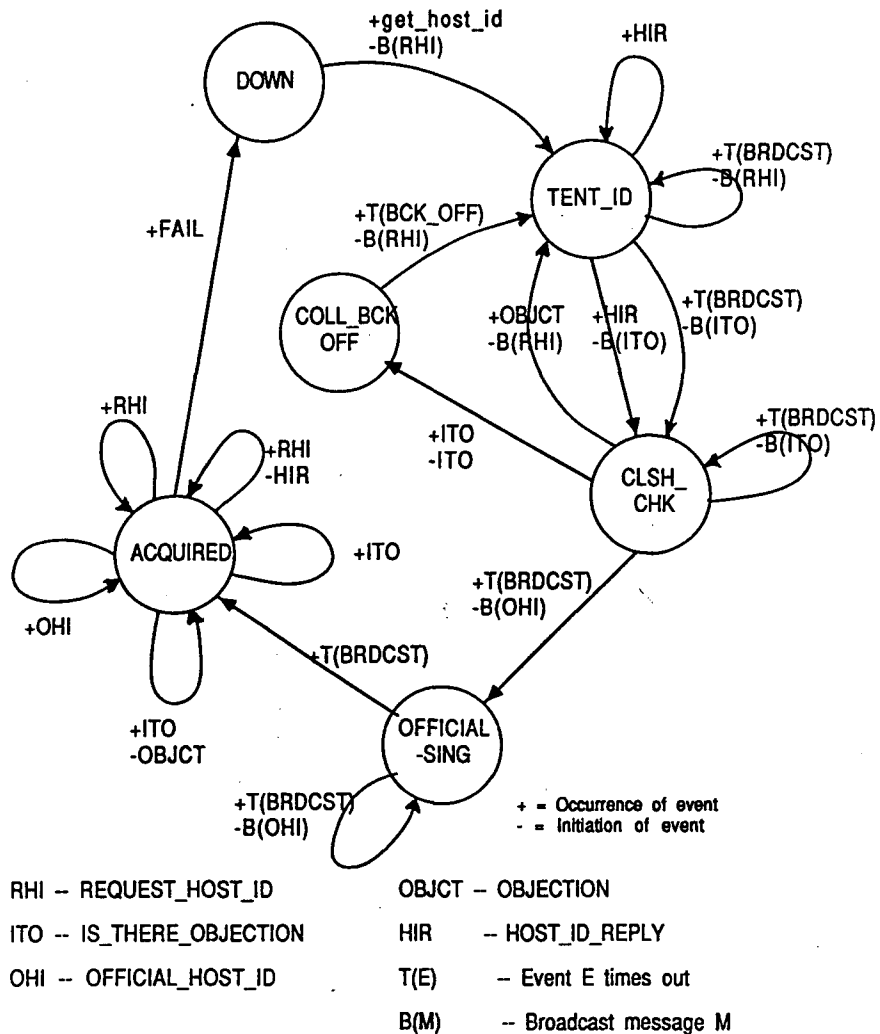 +get_host_id
-B(RHI)
+HIR
DOWN
+T(BRDCST)
-B(RHI)
TENT_ID
+FAIL
+T(BCK_OFF)
-B(RHI)
COLL_BCK
OFF
+OBJCT
-B(RHI)
+HIR
-B(ITO)
+T(BRDCST)
-B(ITO)
+RHI
+RHI
-HIR
+ITO
-ITO
+T(BRDCST)
-B(ITO)
CLSH_
CHK
ACQUIRED
+ITO
+OHI
+T(BRDCST)
-B(OHI)
+T(BRDCST)
+ITO
-OBJCT
OFFICIAL
-SING
+T(BRDCST)
-B(OHI)
+ = Occurrence of event
- = Initiation of event
RHI -- REQUEST_HOST_ID
OBJCT -- OBJECTION
ITO -- IS_THERE_OBJECTION
HIR -- HOST_ID_REPLY
OHI -- OFFICIAL_HOST_ID
T(E) -- Event E times out
B(M) -- Broadcast message M